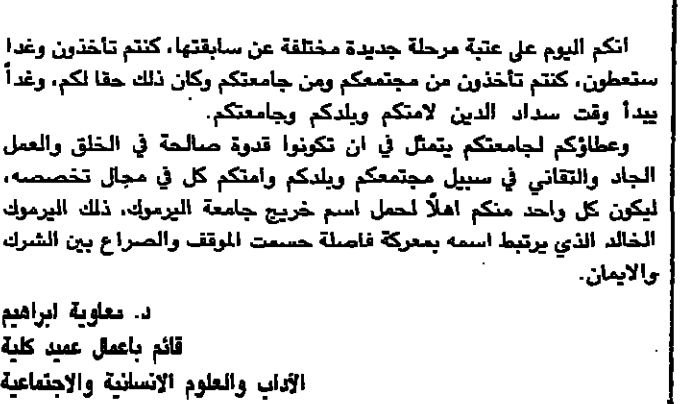 انكم اليوم على عتبة مرحلة جديدة مختلفة عن سابقتها، كنتم تأخذون وغدا
ستعطون، كنتم تأخذون من مجتمعكم ومن جامعتكم وكان ذلك حقا لكم، وغداً
يبدأ وقت سداد الدين لامتكم وبلدكم وجامعتكم.
وعطاؤكم لجامعتكم يتمثل في ان تكونوا قدوة صالحة في الخلق والعمل
الجاد والتقاني في سبيل مجتمعكم وبلدكم وامتكم كل في مجال تخصصه،
ليكون كل واحد منكم اهلاً لحمل اسم خريج جامعة اليرموك، ذلك اليرموك
الخالد الذي يرتبط اسمه بمعركة فاصلة حسمت الموقف والصراع بين الشرك
والايمان.
د. معاوية ابراهيم
قائم باعمال عميد كلية
الآداب والعلوم الانسانية والاجتماعية